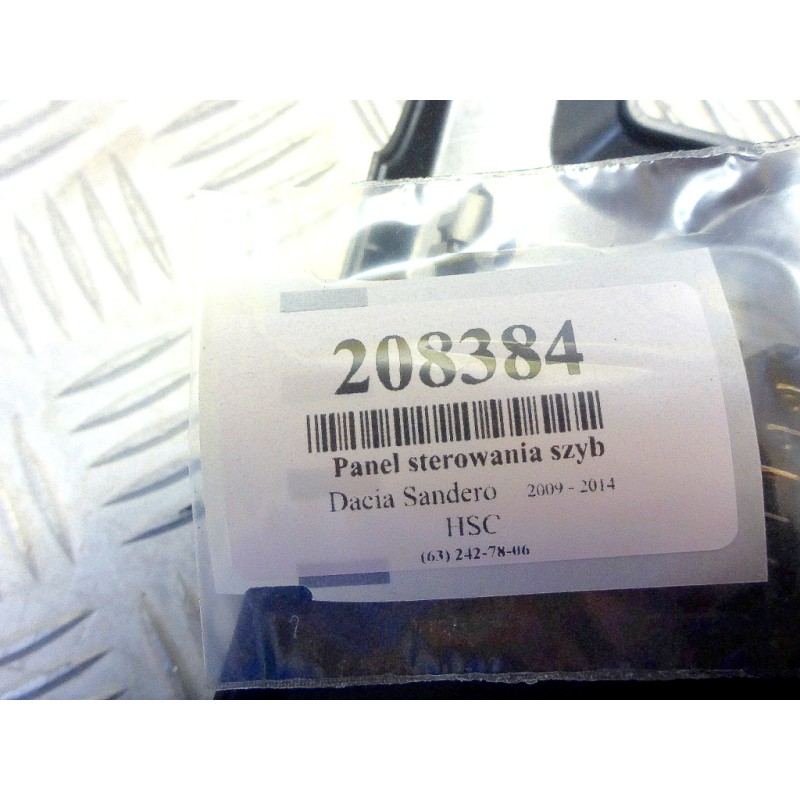 208384
Panel sterowania szyb
Dacia Sandero 2009 - 2014
HSC
(63) 242-78-06